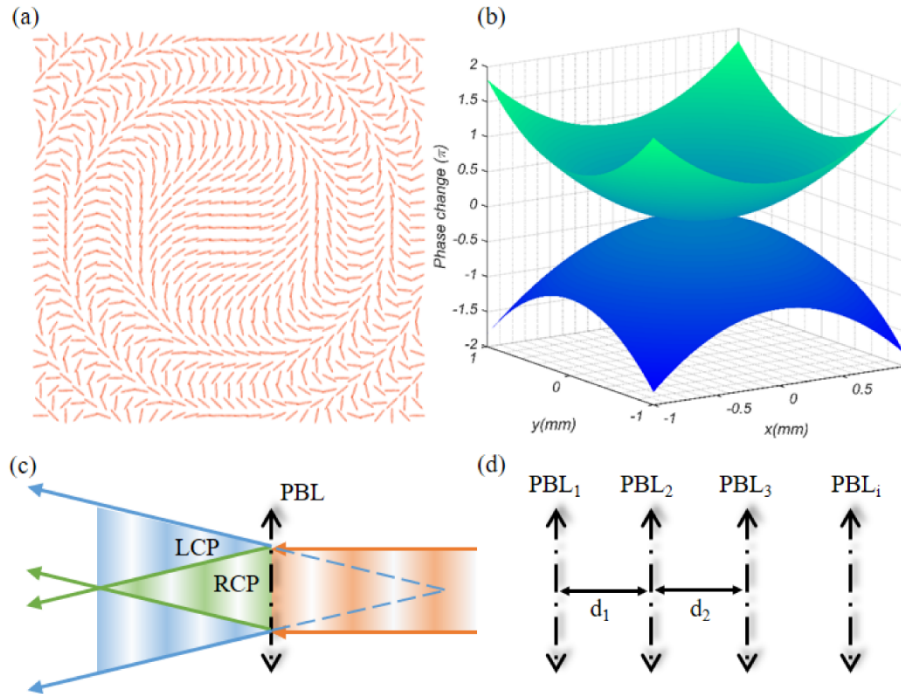 (a)
(b)
2
1.5
1
0.5
0
-0.5
-1
-1.5
-2
Phase change (π)
1
0
-1
y(mm)
-1
-0.5
0
0.5
x(mm)
(c)
PBL
LCP
RCP
(d)
PBL1 PBL2 PBL3 PBLi
d1 d2